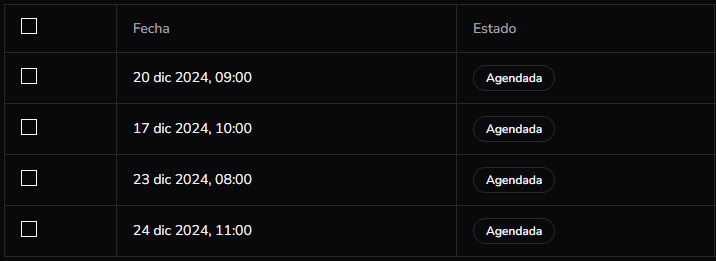 Fecha Estado
20 dic 2024, 09:00 Agendada
17 dic 2024, 10:00 Agendada
23 dic 2024, 08:00 Agendada
24 dic 2024, 11:00 Agendada